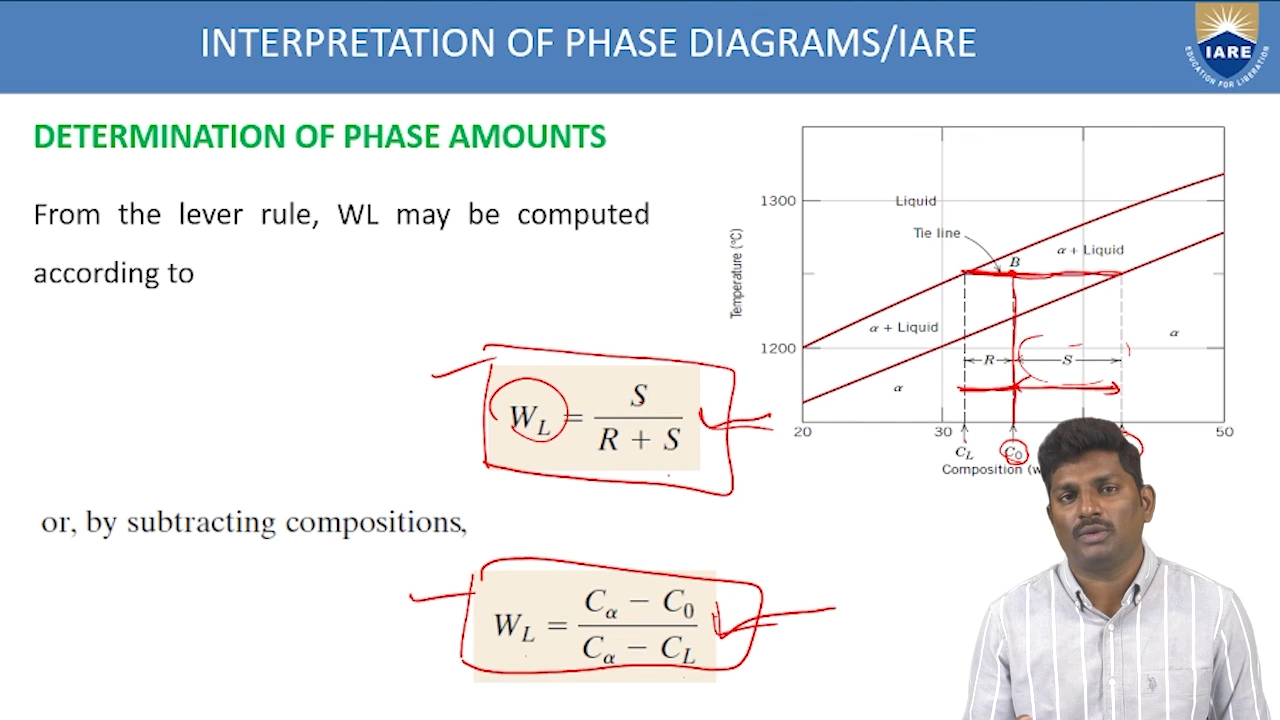 INTERPRETATION OF PHASE DIAGRAMS/IARE
IARE
EDUCATION FOR LIBERATION
DETERMINATION OF PHASE AMOUNTS
From the lever rule, WL may be computed
according to
W_L = S / (R + S)
or, by subtracting compositions,
W_L = (C_α − C_0) / (C_α − C_L)
Temperature (°C)
1300
1200
Liquid
Tie line
B
α + Liquid
α + Liquid
α
R
S
α
20
30
50
C_L
C_0
Composition (w